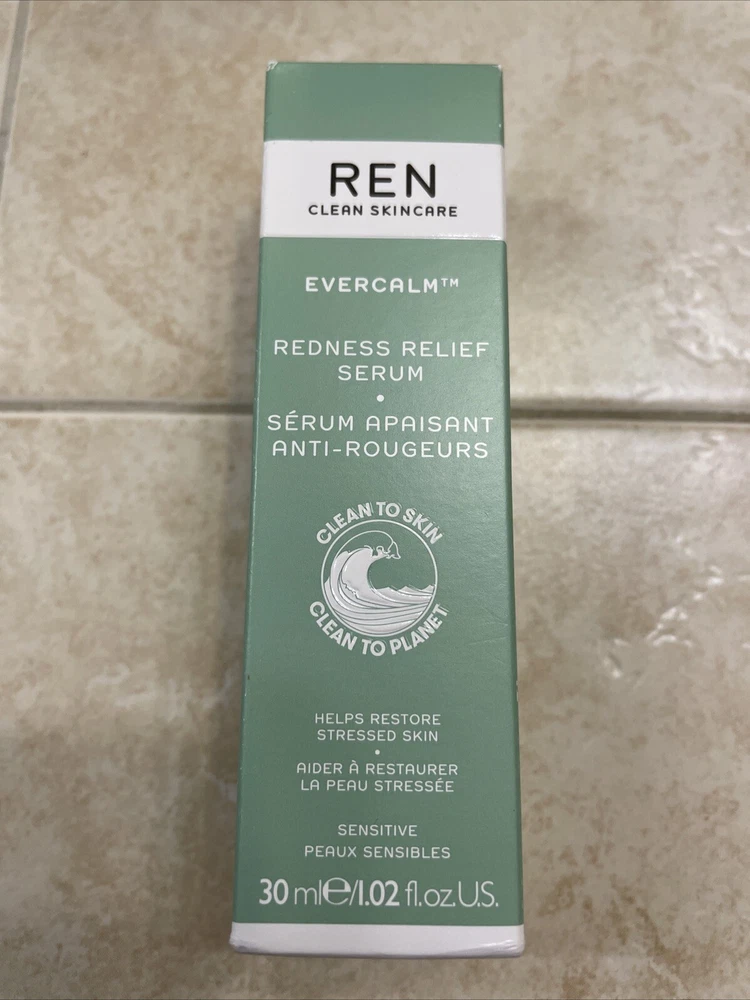 REN
CLEAN SKINCARE
EVERCALM™
REDNESS RELIEF
SERUM
•
SÉRUM APAISANT
ANTI-ROUGEURS
CLEAN TO SKIN
CLEAN TO PLANET
HELPS RESTORE
STRESSED SKIN
•
AIDER À RESTAURER
LA PEAU STRESSÉE
SENSITIVE
PEAUX SENSIBLES
30 ml℮/1.02 fl.oz.U.S.